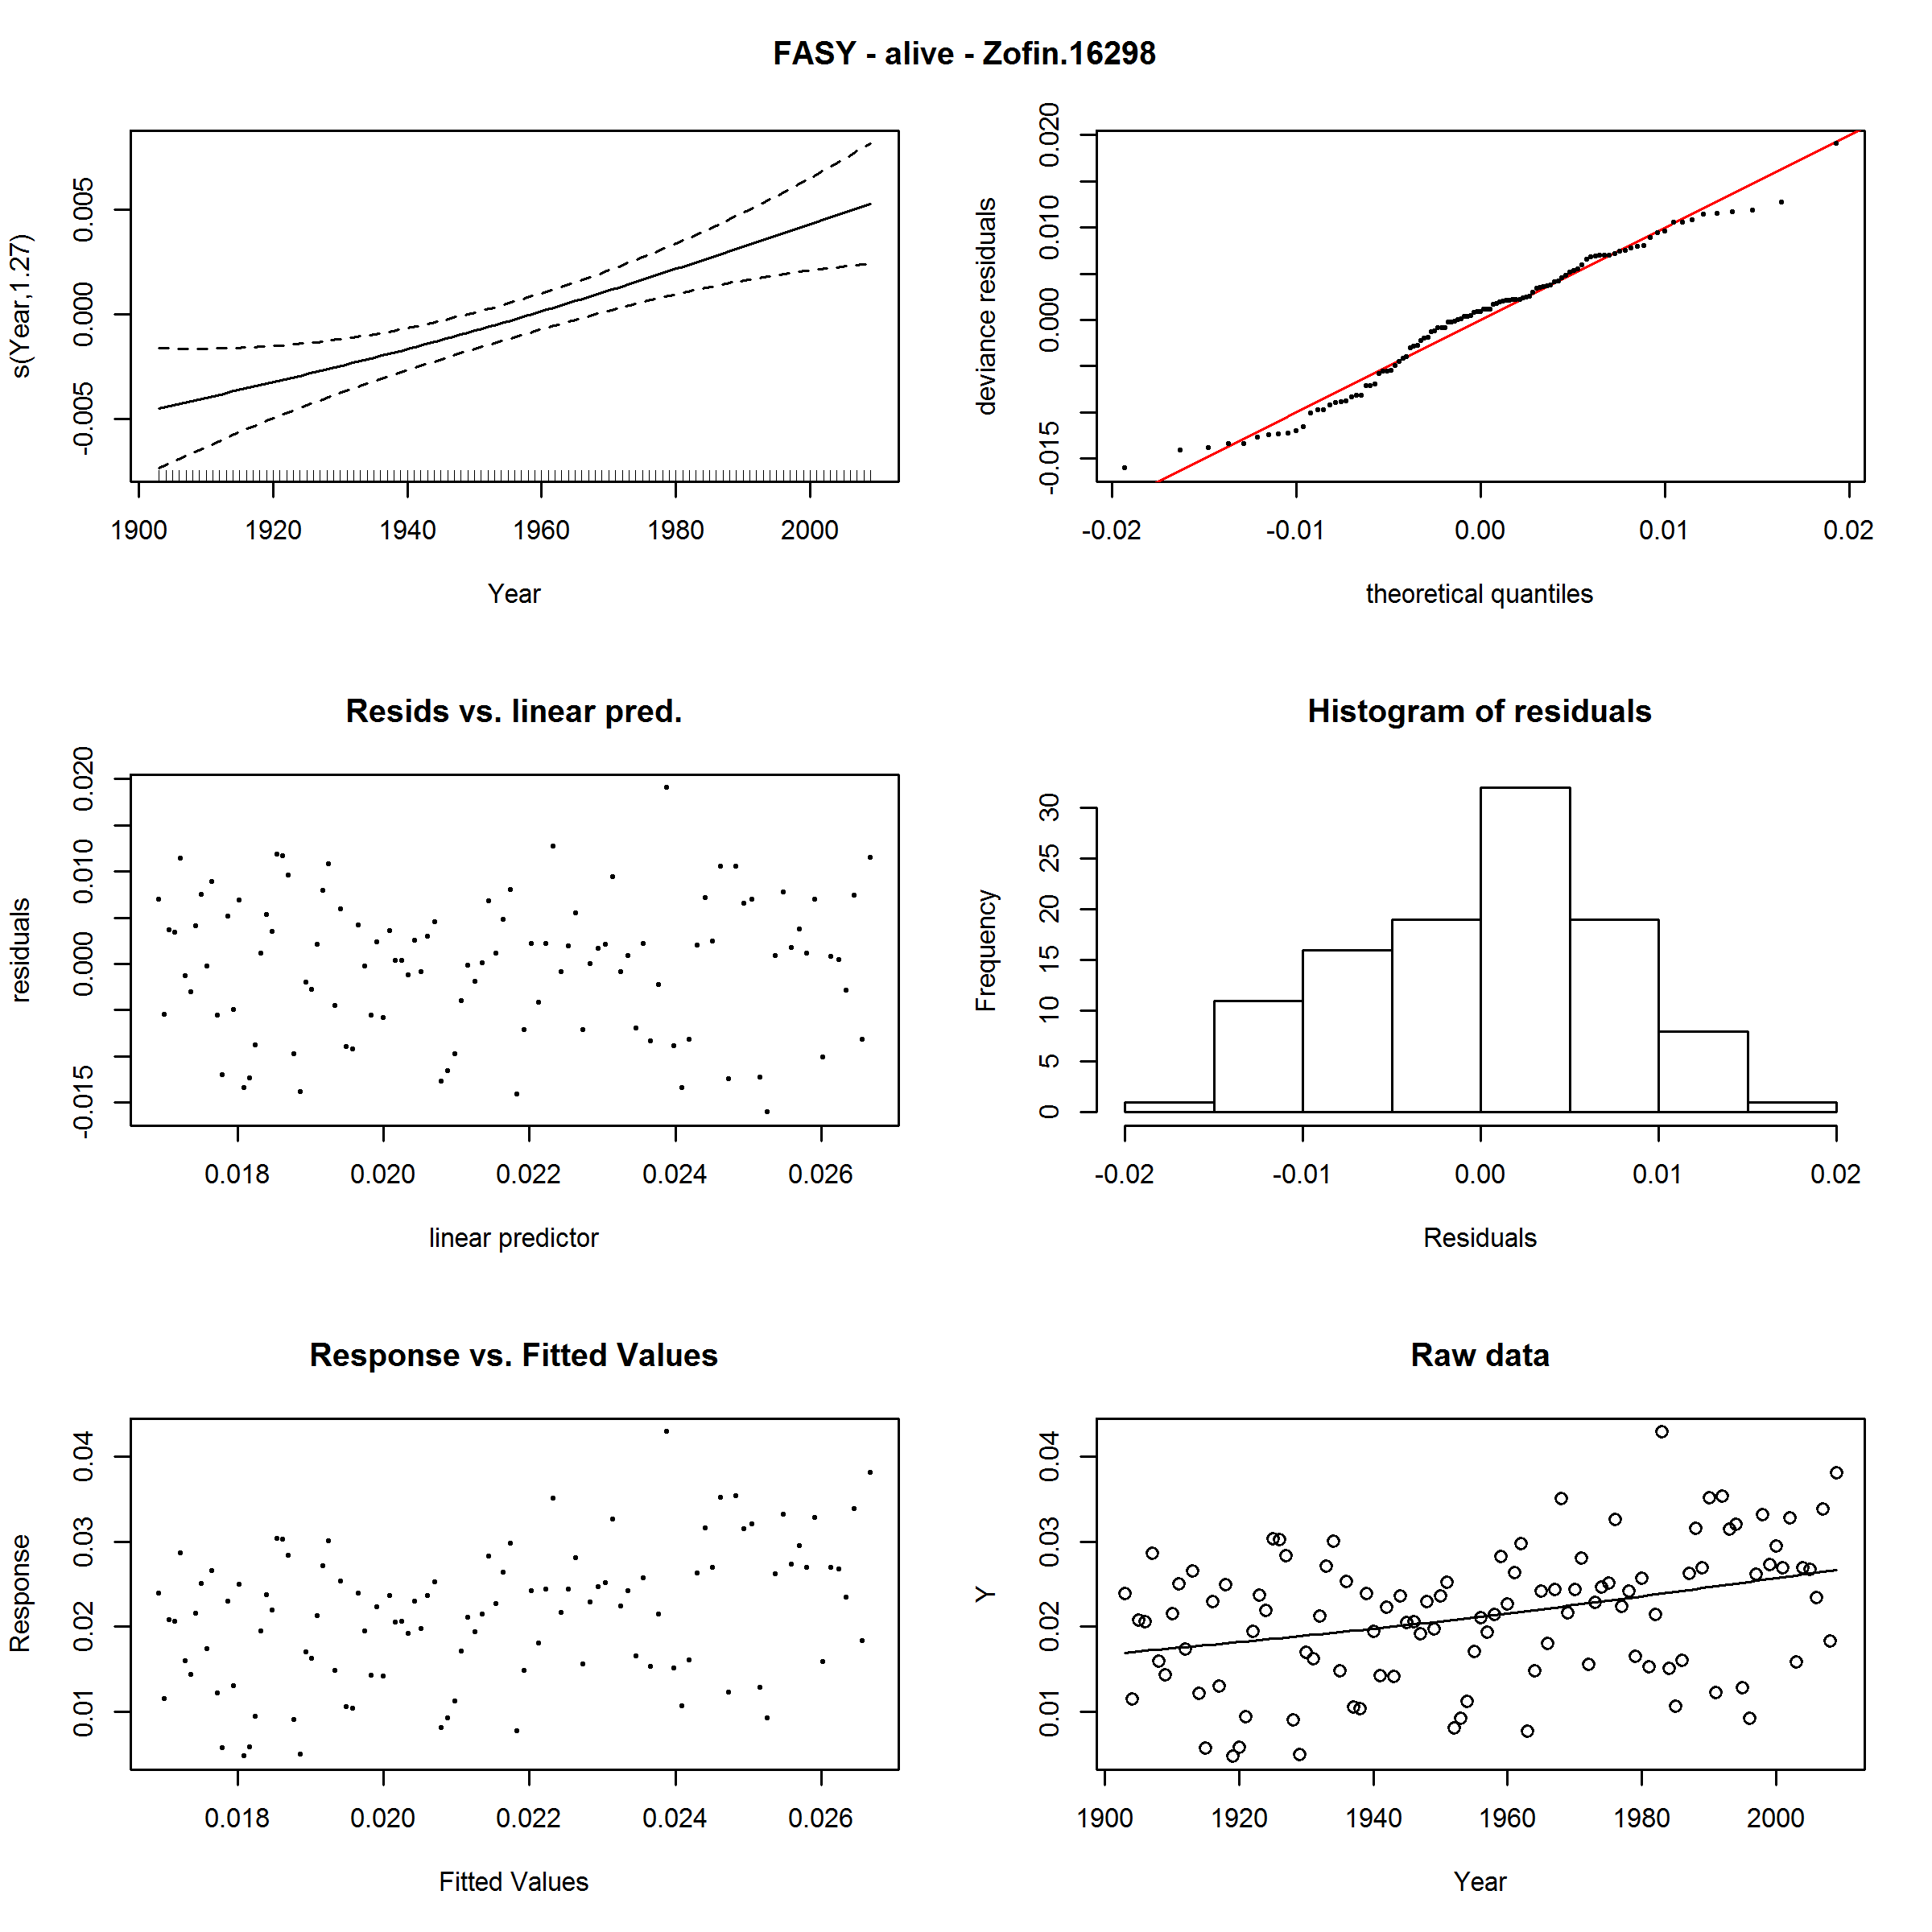 FASY - alive - Zofin.16298
s(Year,1.27)
-0.005 0.000 0.005
1900 1920 1940 1960 1980 2000
Year
deviance residuals
-0.015 0.000 0.010 0.020
-0.02 -0.01 0.00 0.01 0.02
theoretical quantiles
Resids vs. linear pred.
residuals
-0.015 0.000 0.010 0.020
0.018 0.020 0.022 0.024 0.026
linear predictor
Histogram of residuals
Frequency
0 5 10 15 20 25 30
-0.02 -0.01 0.00 0.01 0.02
Residuals
Response vs. Fitted Values
Response
0.01 0.02 0.03 0.04
0.018 0.020 0.022 0.024 0.026
Fitted Values
Raw data
Y
0.01 0.02 0.03 0.04
1900 1920 1940 1960 1980 2000
Year